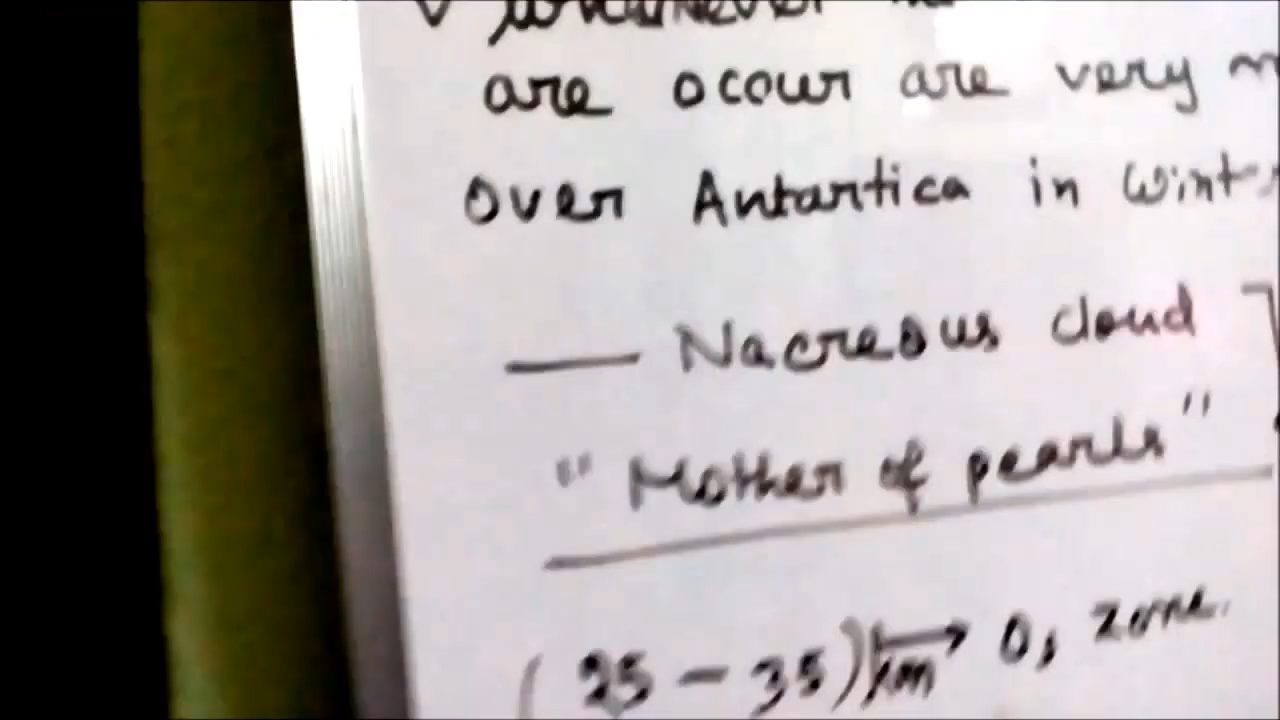 are ocour are very
over Antartica in
— Nacreous cloud
" Mother of pearls "
( 25 - 35) km → O3 zone.